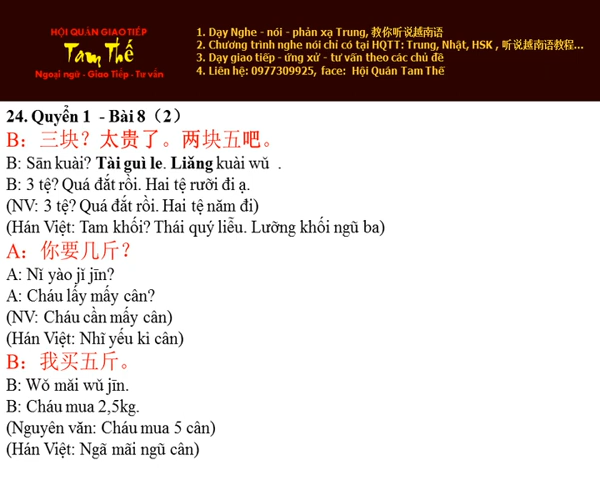 HỘI QUÁN GIAO TIẾP
Tam Thế
Ngoại ngữ - Giao Tiếp - Tư vấn
1. Dạy Nghe - nói - phản xạ Trung, 教你听说越南语
2. Chương trình nghe nói chỉ có tại HQTT: Trung, Nhật, HSK , 听说越南语教程...
3. Dạy giao tiếp - ứng xử - tư vấn theo các chủ đề
4. Liên hệ: 0977309925, face: Hội Quán Tam Thế
24. Quyển 1 - Bài 8（2）
B：三块？太贵了。两块五吧。
B: Sān kuài? Tài guì le. Liǎng kuài wǔ .
B: 3 tệ? Quá đắt rồi. Hai tệ rưỡi đi ạ.
(NV: 3 tệ? Quá đắt rồi. Hai tệ năm đi)
(Hán Việt: Tam khối? Thái quý liễu. Lưỡng khối ngũ ba)
A：你要几斤？
A: Nǐ yào jǐ jīn?
A: Cháu lấy mấy cân?
(NV: Cháu cần mấy cân)
(Hán Việt: Nhĩ yếu ki cân)
B：我买五斤。
B: Wǒ mǎi wǔ jīn.
B: Cháu mua 2,5kg.
(Nguyên văn: Cháu mua 5 cân)
(Hán Việt: Ngã mãi ngũ cân)